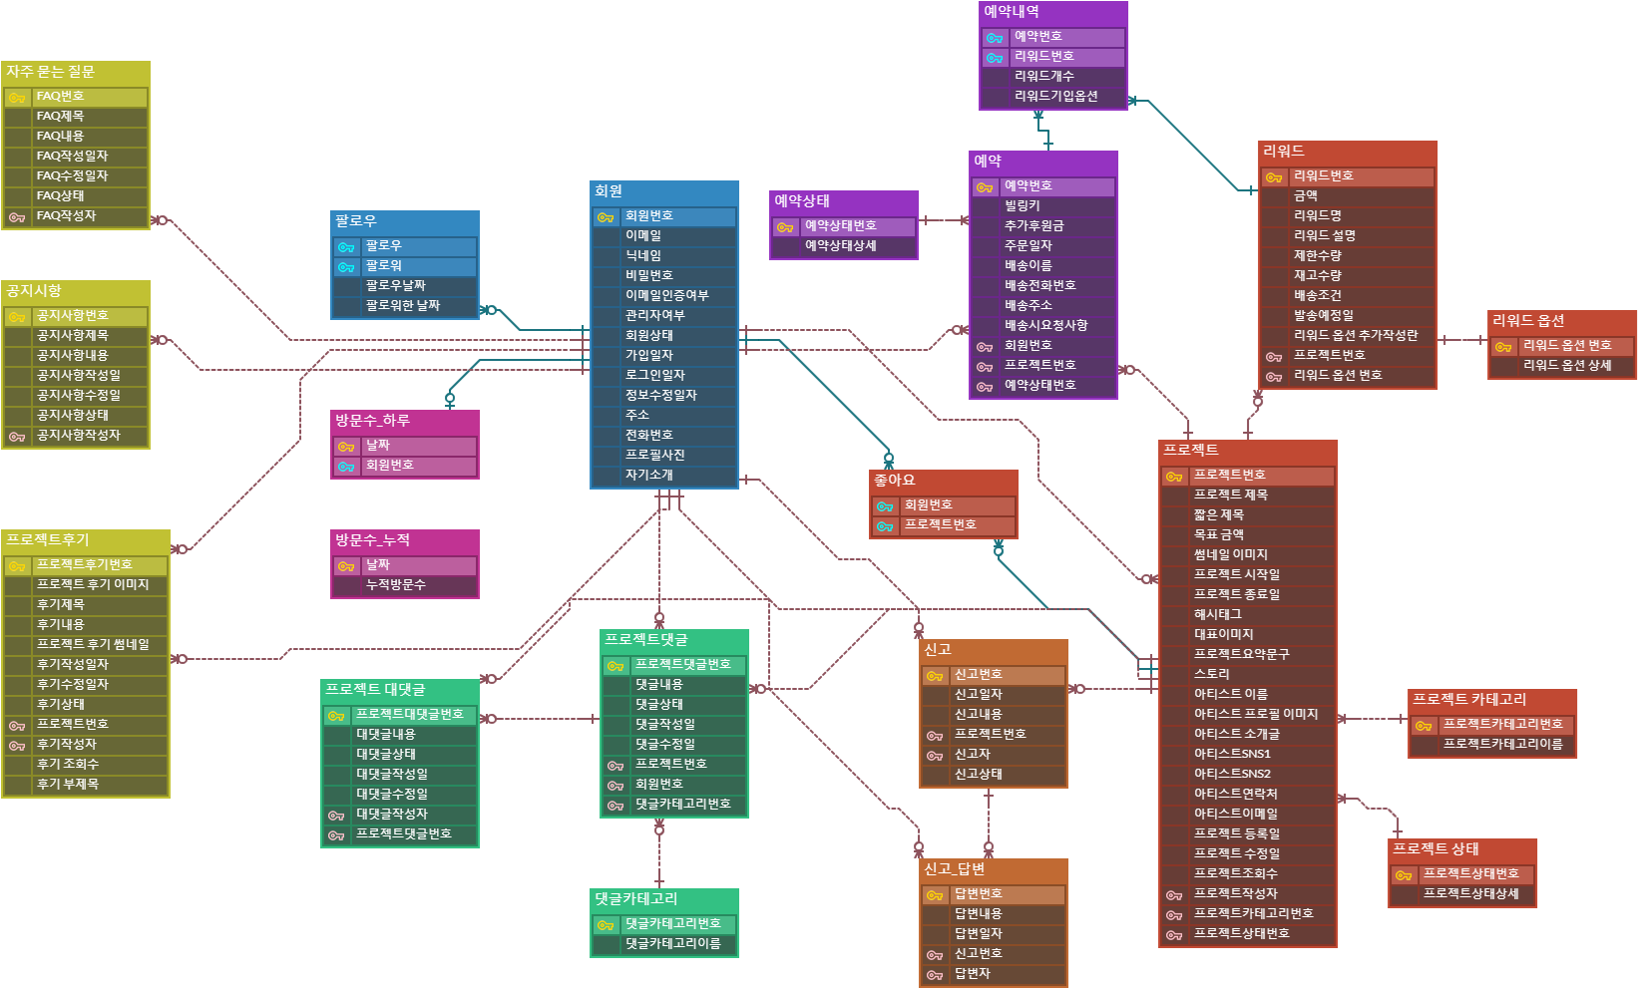 예약내역
예약번호
리워드번호
리워드개수
리워드기입옵션
자주 묻는 질문
FAQ번호
FAQ제목
FAQ내용
FAQ작성일자
FAQ수정일자
FAQ상태
FAQ작성자
리워드
리워드번호
금액
리워드명
리워드 설명
제한수량
재고수량
배송조건
발송예정일
리워드 옵션 추가작성란
프로젝트번호
리워드 옵션 번호
예약
예약번호
빌링키
추가후원금
주문일자
배송이름
배송전화번호
배송주소
배송시요청사항
회원번호
프로젝트번호
예약상태번호
회원
회원번호
이메일
닉네임
비밀번호
이메일인증여부
관리자여부
회원상태
가입일자
로그인일자
정보수정일자
주소
전화번호
프로필사진
자기소개
예약상태
예약상태번호
예약상태상세
팔로우
팔로우
팔로워
팔로우날짜
팔로워한 날짜
공지사항
공지사항번호
공지사항제목
공지사항내용
공지사항작성일
공지사항수정일
공지사항상태
공지사항작성자
리워드 옵션
리워드 옵션 번호
리워드 옵션 상세
방문수_하루
날짜
회원번호
프로젝트
프로젝트번호
프로젝트 제목
짧은 제목
목표 금액
썸네일 이미지
프로젝트 시작일
프로젝트 종료일
해시태그
대표이미지
프로젝트요약문구
스토리
아티스트 이름
아티스트 프로필 이미지
아티스트 소개글
아티스트SNS1
아티스트SNS2
아티스트연락처
아티스트이메일
프로젝트 등록일
프로젝트 수정일
프로젝트조회수
프로젝트작성자
프로젝트카테고리번호
프로젝트상태번호
좋아요
회원번호
프로젝트번호
프로젝트후기
프로젝트후기번호
프로젝트 후기 이미지
후기제목
후기내용
프로젝트 후기 썸네일
후기작성일자
후기수정일자
후기상태
프로젝트번호
후기작성자
후기 조회수
후기 부제목
방문수_누적
날짜
누적방문수
프로젝트댓글
프로젝트댓글번호
댓글내용
댓글상태
댓글작성일
댓글수정일
프로젝트번호
회원번호
댓글카테고리번호
신고
신고번호
신고일자
신고내용
프로젝트번호
신고자
신고상태
프로젝트 대댓글
프로젝트대댓글번호
대댓글내용
대댓글상태
대댓글작성일
대댓글수정일
대댓글작성자
프로젝트댓글번호
프로젝트 카테고리
프로젝트카테고리번호
프로젝트카테고리이름
프로젝트 상태
프로젝트상태번호
프로젝트상태상세
신고_답변
답변번호
답변내용
답변일자
신고번호
답변자
댓글카테고리
댓글카테고리번호
댓글카테고리이름